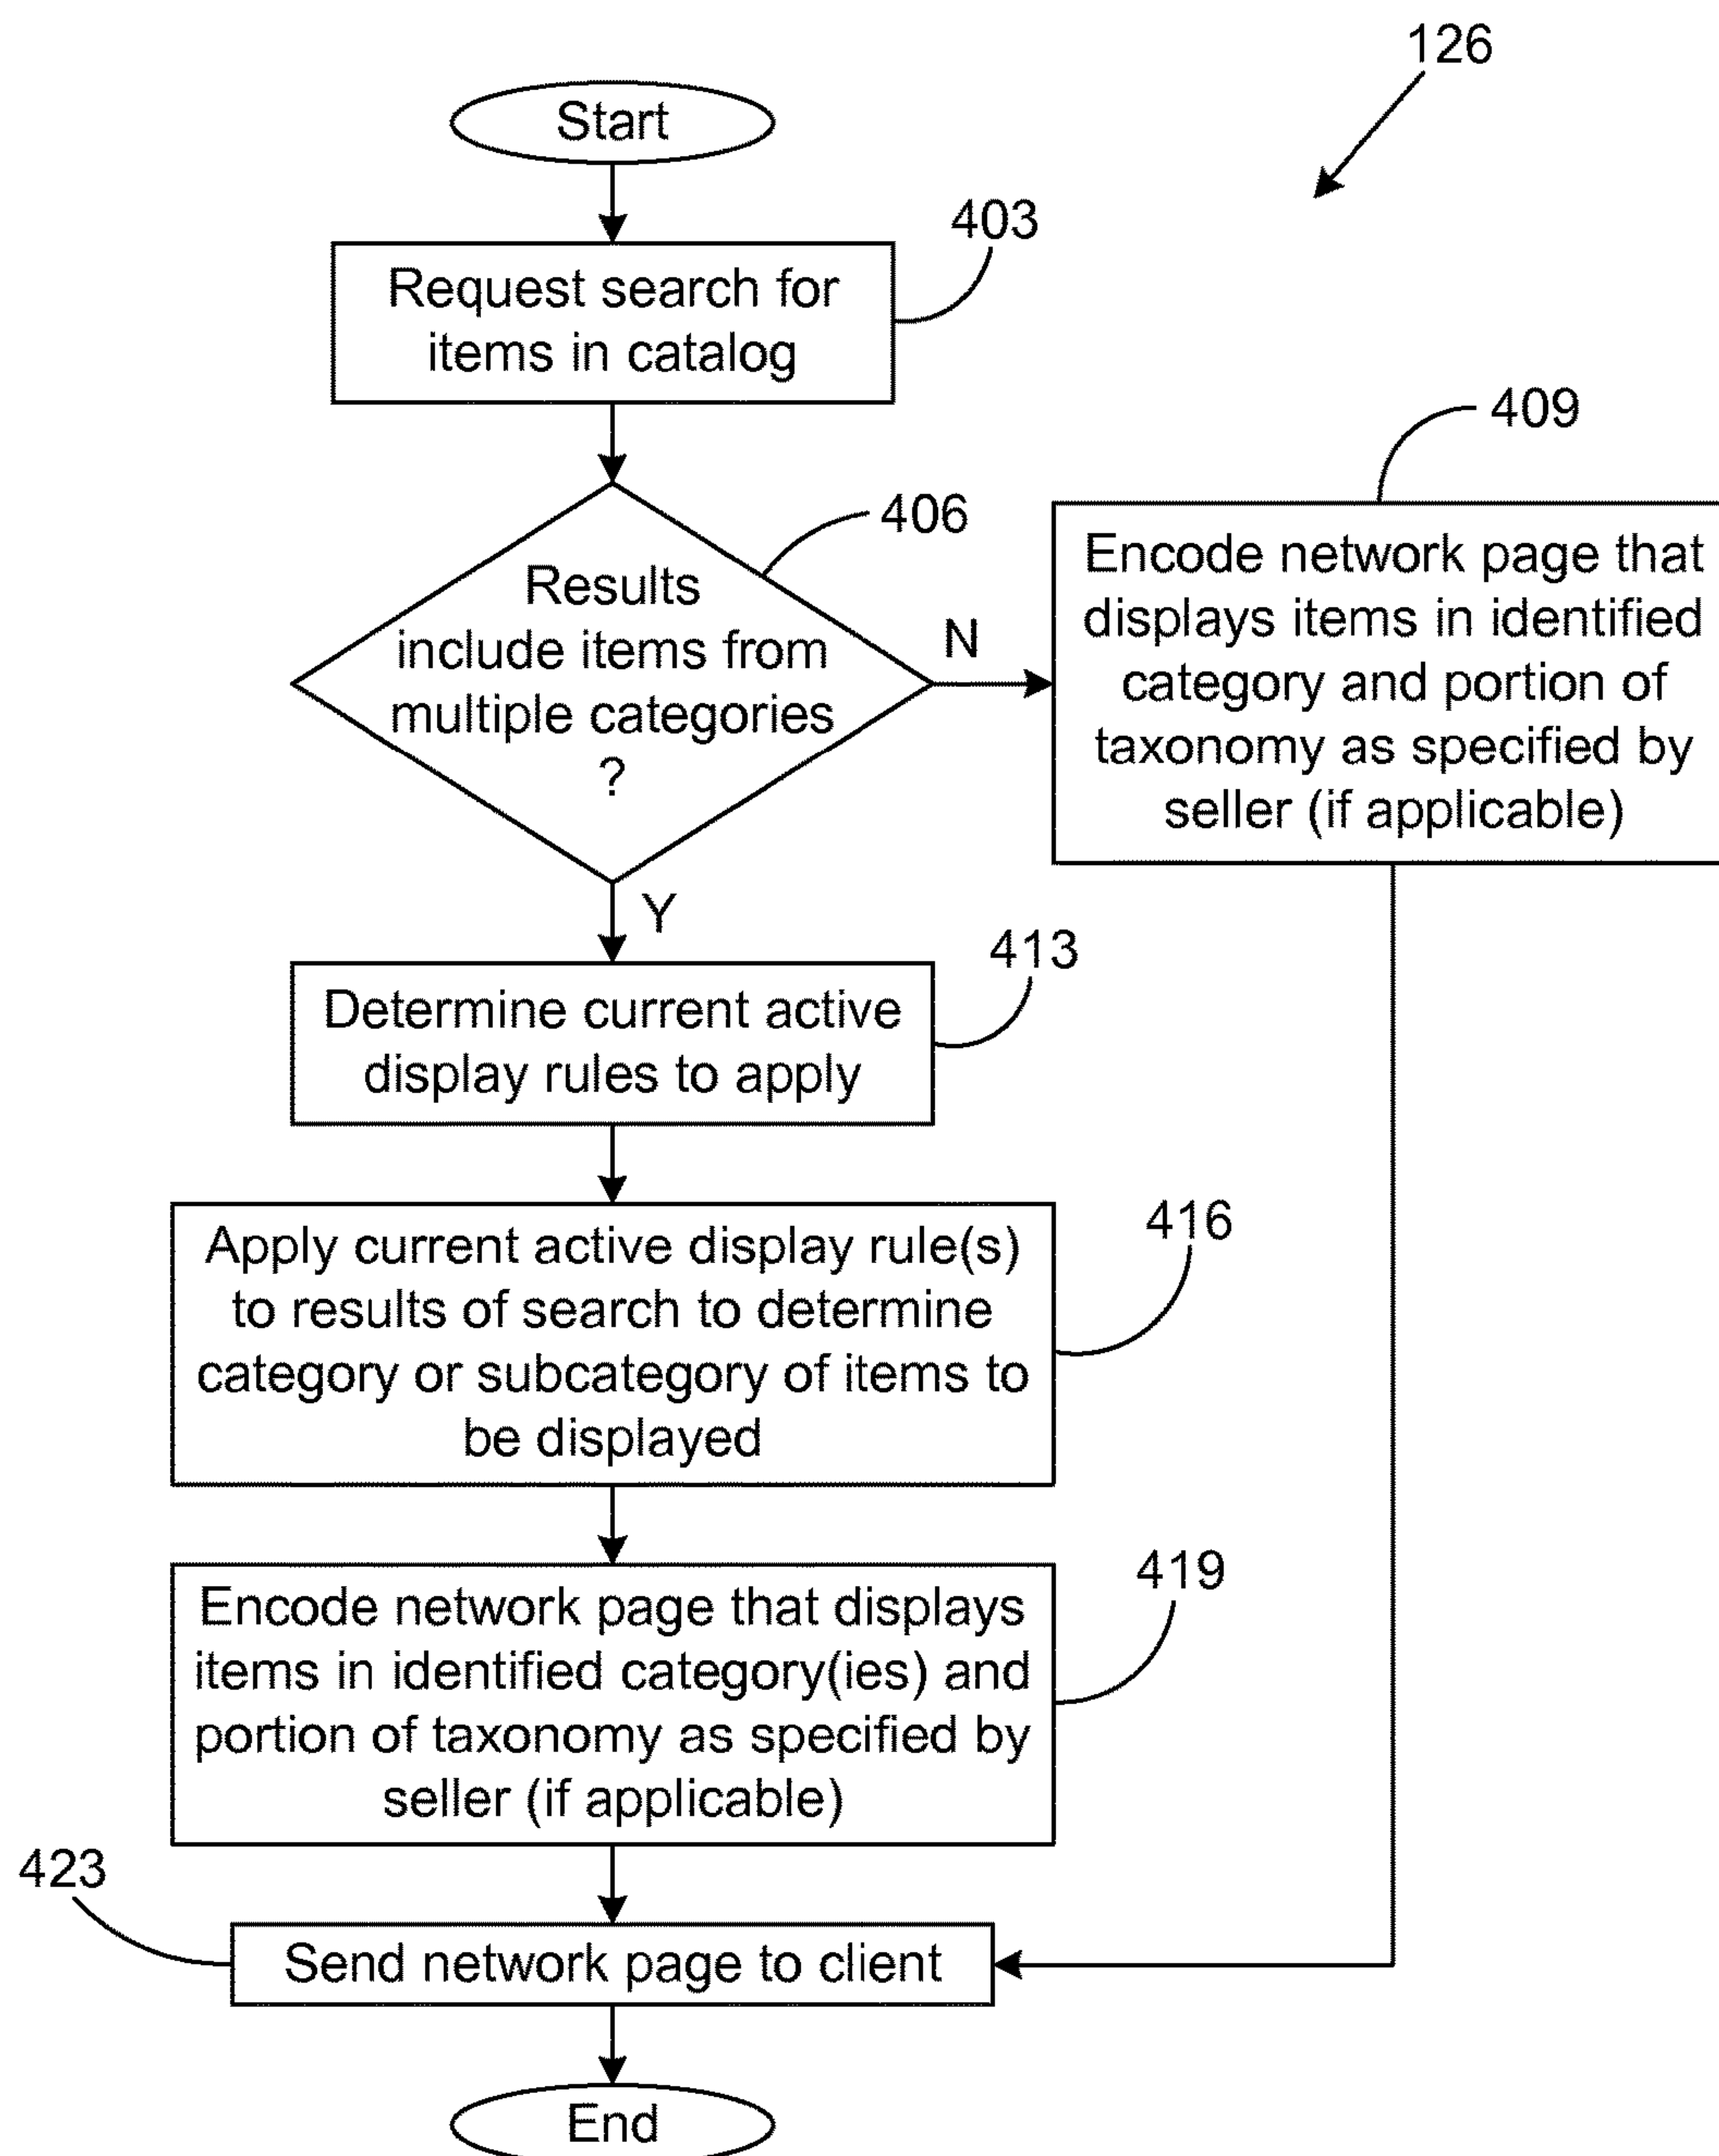 126
Start
403
Request search for
items in catalog
409
406
Results
include items from
multiple categories
?
N
Encode network page that
displays items in identified
category and portion of
taxonomy as specified by
seller (if applicable)
Y
413
Determine current active
display rules to apply
416
Apply current active display rule(s)
to results of search to determine
category or subcategory of items to
be displayed
419
Encode network page that displays
items in identified category(ies) and
portion of taxonomy as specified by
seller (if applicable)
423
Send network page to client
End